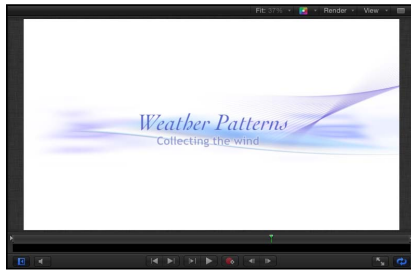 Fit: 37% Render View
Weather Patterns
Collecting the wind